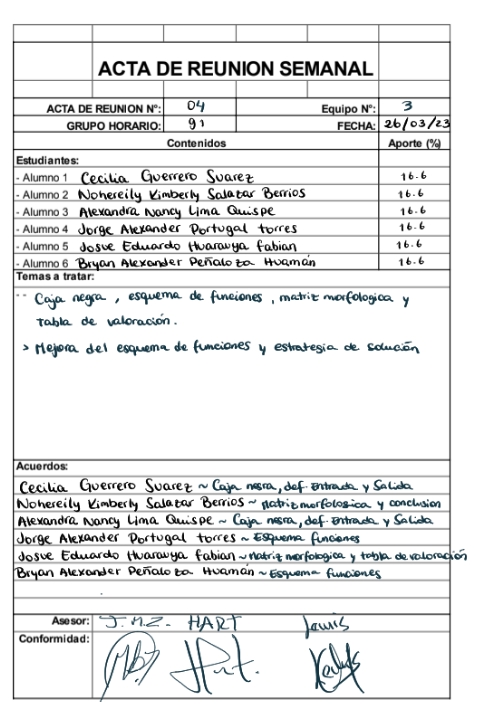 ACTA DE REUNION SEMANAL
ACTA DE REUNION Nº: 04 Equipo Nº: 3
GRUPO HORARIO: 91 FECHA: 26/03/23
Contenidos Aporte (%)
Estudiantes:
- Alumno 1 Cecilia Guerrero Suarez 16.6
- Alumno 2 Nohereily Kimberly Salazar Berrios 16.6
- Alumno 3 Alexandra Nancy Lima Quispe 16.6
- Alumno 4 Jorge Alexander Portugal torres 16.6
- Alumno 5 Josue Eduardo Huarauya fabian 16.6
- Alumno 6 Bryan Alexander Peñaloza Huamán 16.6
Temas a tratar:
-- Caja negra, esquema de funciones, matriz morfologica y
Tabla de valoración.
> Mejora del esquema de funciones y estrategia de solución
Acuerdos:
Cecilia Guerrero Suarez ~ Caja negra, def. Entrada y Salida
Nohereily Kimberly Salazar Berrios ~ Matriz morfologica y conclusion
Alexandra Nancy Lima Quispe ~ Caja negra, def. Entrada y Salida
Jorge Alexander Portugal torres ~ Esquema funciones
Josue Eduardo Huarauya fabian ~ Matriz morfologica y tabla de valoración
Bryan Alexander Peñaloza Huamán ~ Esquema funciones
Asesor: J.M.Z. - HART
Conformidad: